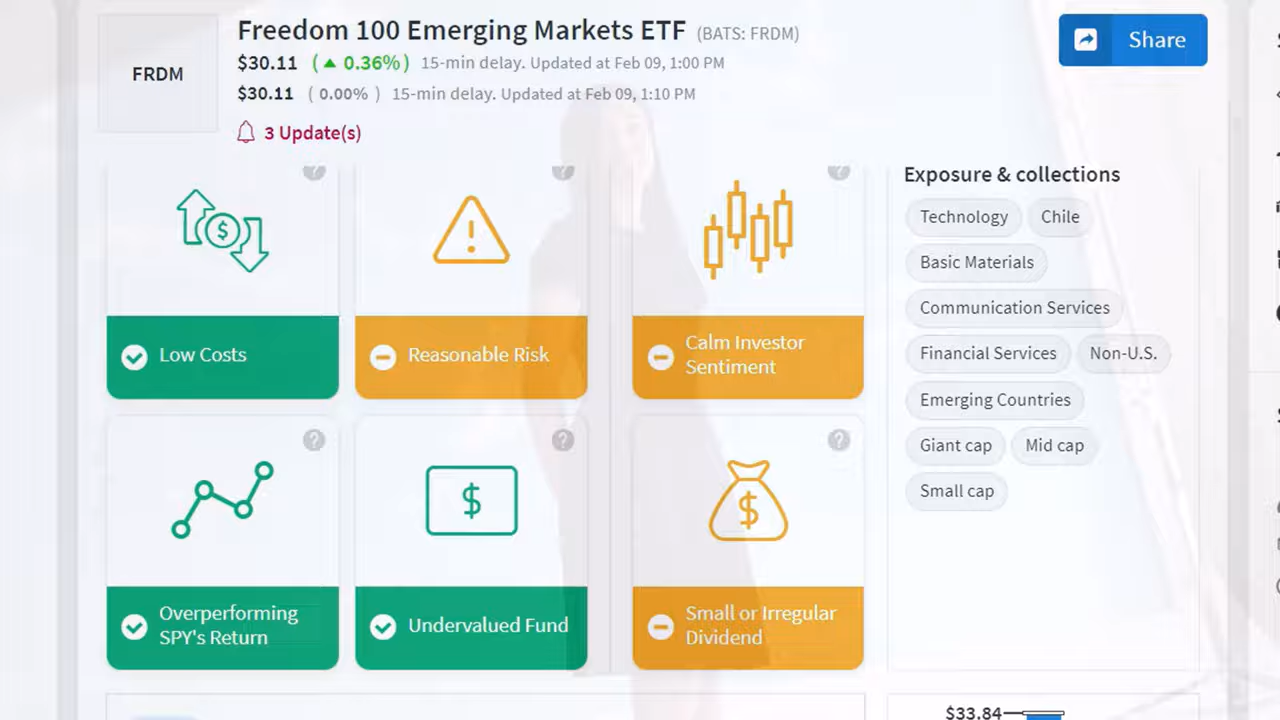 Freedom 100 Emerging Markets ETF (BATS: FRDM)
$30.11 (▲ 0.36%) 15-min delay. Updated at Feb 09, 1:00 PM
FRDM
$30.11 ( 0.00% ) 15-min delay. Updated at Feb 09, 1:10 PM
3 Update(s)
Share
Low Costs
Reasonable Risk
Calm Investor
Sentiment
Overperforming
SPY's Return
Undervalued Fund
Small or Irregular
Dividend
Exposure & collections
Technology Chile
Basic Materials
Communication Services
Financial Services Non-U.S.
Emerging Countries
Giant cap Mid cap
Small cap
$33.84